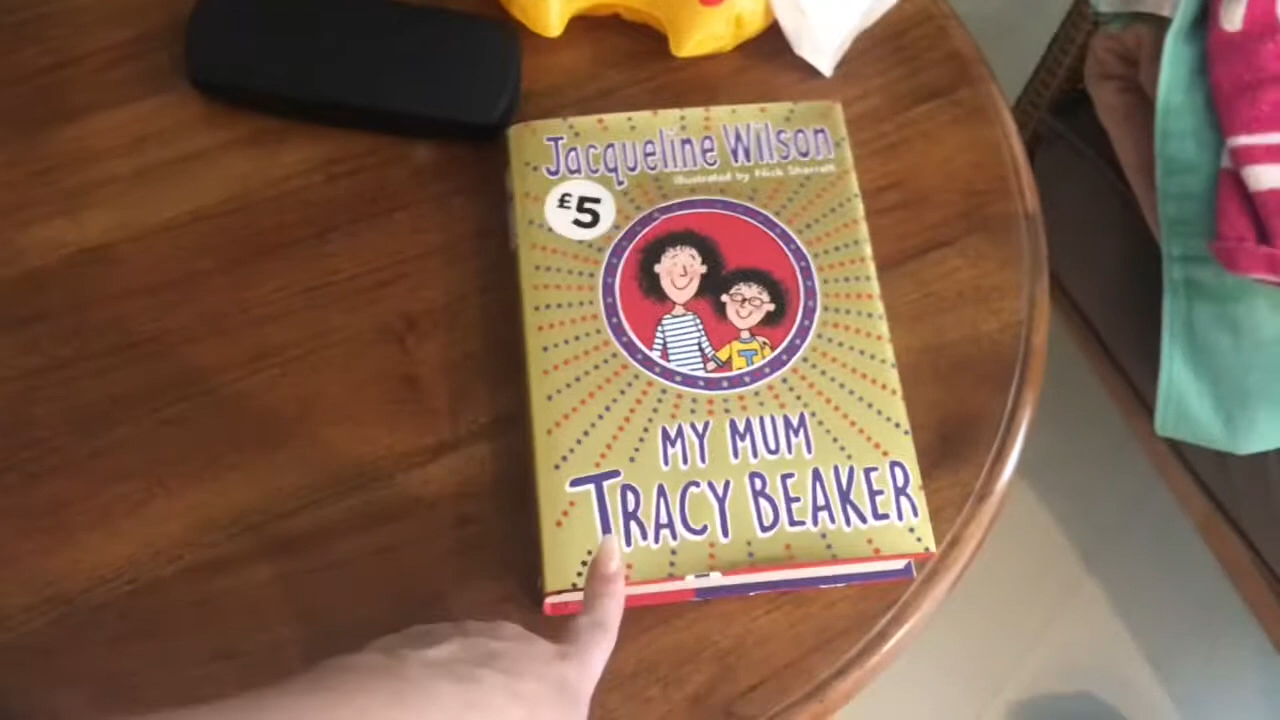 Jacqueline Wilson
Illustrated by Nick Sharratt
£5
T
MY MUM
TRACY BEAKER